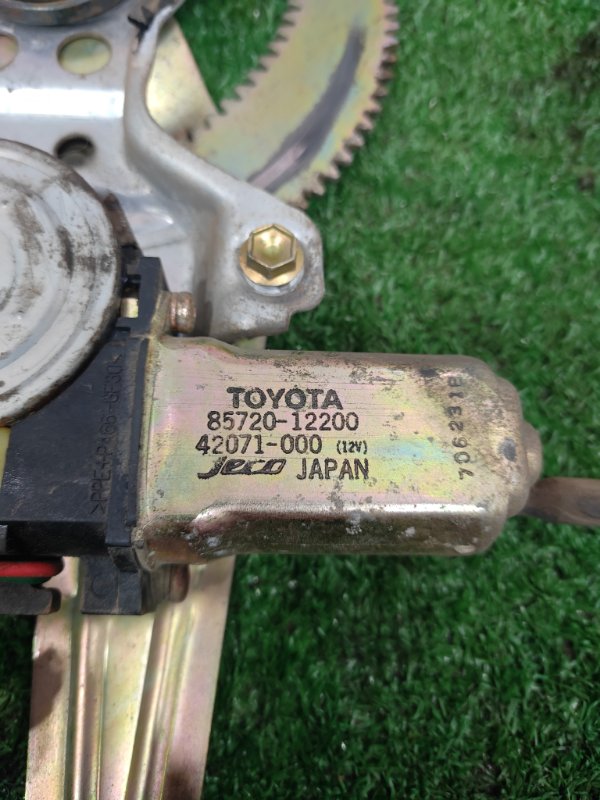 TOYOTA
85720-12200
42071-000 (12V)
Jeco JAPAN
706231B